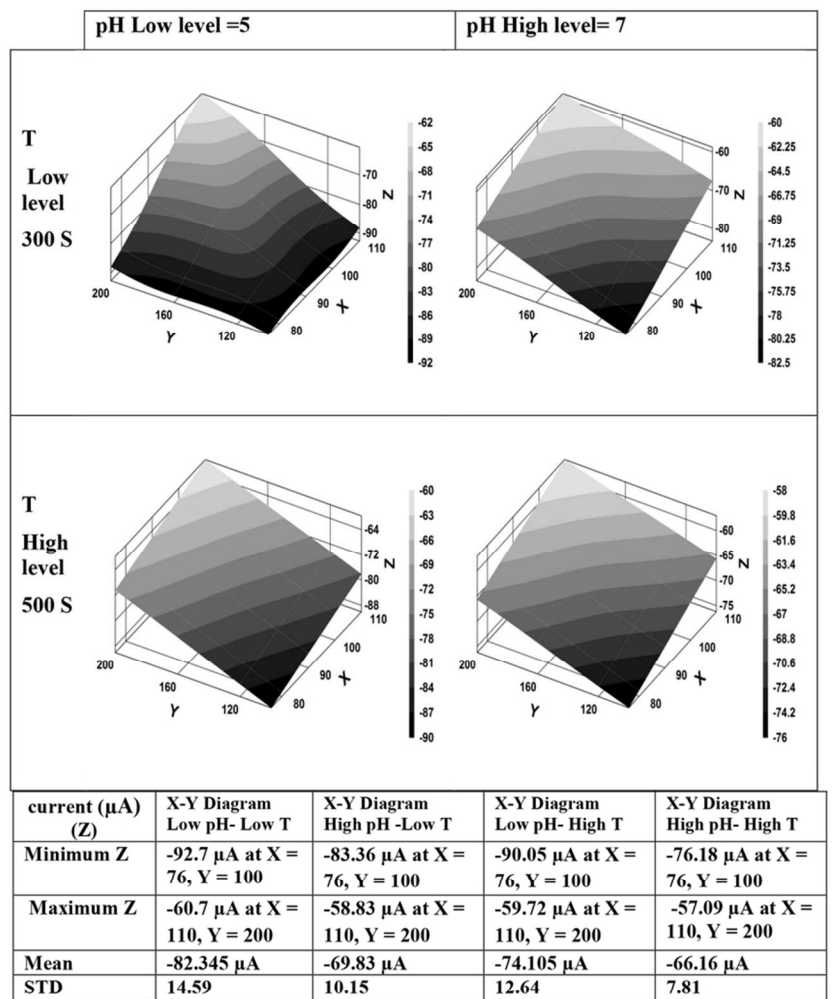 pH Low level =5
pH High level= 7
T
Low
level
300 S
-62
-65
-68
-71
-74
-77
-80
-83
-86
-89
-92
-70
-80
-90
Z
110
100
90
80
X
200
160
120
Y
-60
-62.25
-64.5
-66.75
-69
-71.25
-73.5
-75.75
-78
-80.25
-82.5
-60
-70
-80
Z
110
100
90
80
X
200
160
120
Y
T
High
level
500 S
-60
-63
-66
-69
-72
-75
-78
-81
-84
-87
-90
-64
-72
-80
-88
Z
110
100
90
80
X
200
160
120
Y
-58
-59.8
-61.6
-63.4
-65.2
-67
-68.8
-70.6
-72.4
-74.2
-76
-60
-65
-70
-75
Z
110
100
90
80
X
200
160
120
Y
current (μA) (Z)
X-Y Diagram Low pH- Low T
X-Y Diagram High pH -Low T
X-Y Diagram Low pH- High T
X-Y Diagram High pH- High T
Minimum Z
-92.7 μA at X = 76, Y = 100
-83.36 μA at X = 76, Y = 100
-90.05 μA at X = 76, Y = 100
-76.18 μA at X = 76, Y = 100
Maximum Z
-60.7 μA at X = 110, Y = 200
-58.83 μA at X = 110, Y = 200
-59.72 μA at X = 110, Y = 200
-57.09 μA at X = 110, Y = 200
Mean
-82.345 μA
-69.83 μA
-74.105 μA
-66.16 μA
STD
14.59
10.15
12.64
7.81